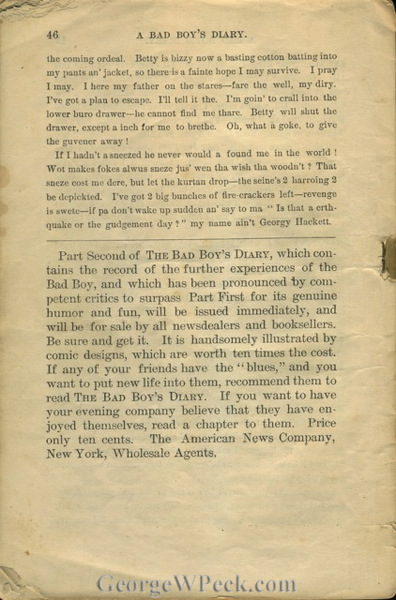 46 A BAD BOY'S DIARY.
the coming ordeal. Betty is bizzy now a basting cotton batting into
my pants an' jacket, so there is a fainte hope I may survive. I pray
I may. I here my father on the stares—fare the well, my diry.
I've got a plan to escape. I'll tell it the. I'm goin' to crall into the
lower buro drawer—he cannot find me thare. Betty will shut the
drawer, except a inch for me to brethe. Oh, what a goke, to give
the guvener away !
If I hadn't a sneezed he never would a found me in the world !
Wot makes fokes alwus sneze jus' wen tha wish tha woodn't ? That
sneze cost me dere, but let the kurtan drop—the seine's 2 harroing 2
be depickted. I've got 2 big bunches of fire-crackers left—revenge
is swete—if pa don't wake up sudden an' say to ma " Is that a erth-
quake or the gudgement day ? " my name ain't Georgy Hackett.
Part Second of THE BAD BOY'S DIARY, which con-
tains the record of the further experiences of the
Bad Boy, and which has been pronounced by com-
petent critics to surpass Part First for its genuine
humor and fun, will be issued immediately, and
will be for sale by all newsdealers and booksellers.
Be sure and get it. It is handsomely illustrated by
comic designs, which are worth ten times the cost.
If any of your friends have the "blues," and you
want to put new life into them, recommend them to
read THE BAD BOY'S DIARY. If you want to have
your evening company believe that they have en-
joyed themselves, read a chapter to them. Price
only ten cents. The American News Company,
New York, Wholesale Agents.
GeorgeWPeck.com